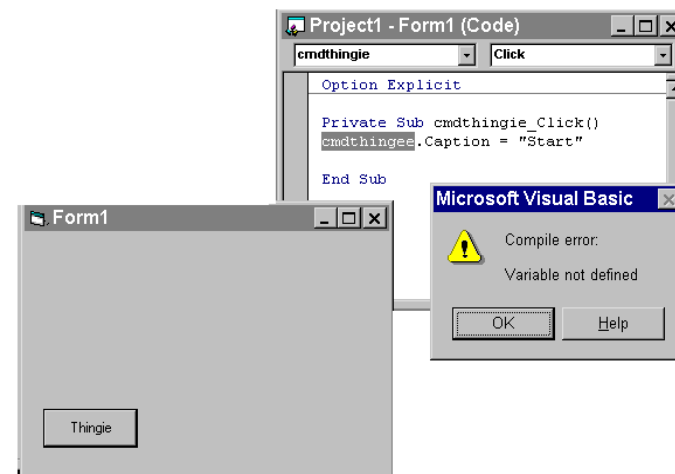 Project1 - Form1 (Code)
cmdthingie
Click
Option Explicit
Private Sub cmdthingie_Click()
cmdthingee.Caption = "Start"
End Sub
Microsoft Visual Basic
Compile error:
Variable not defined
OK
Help
Form1
Thingie